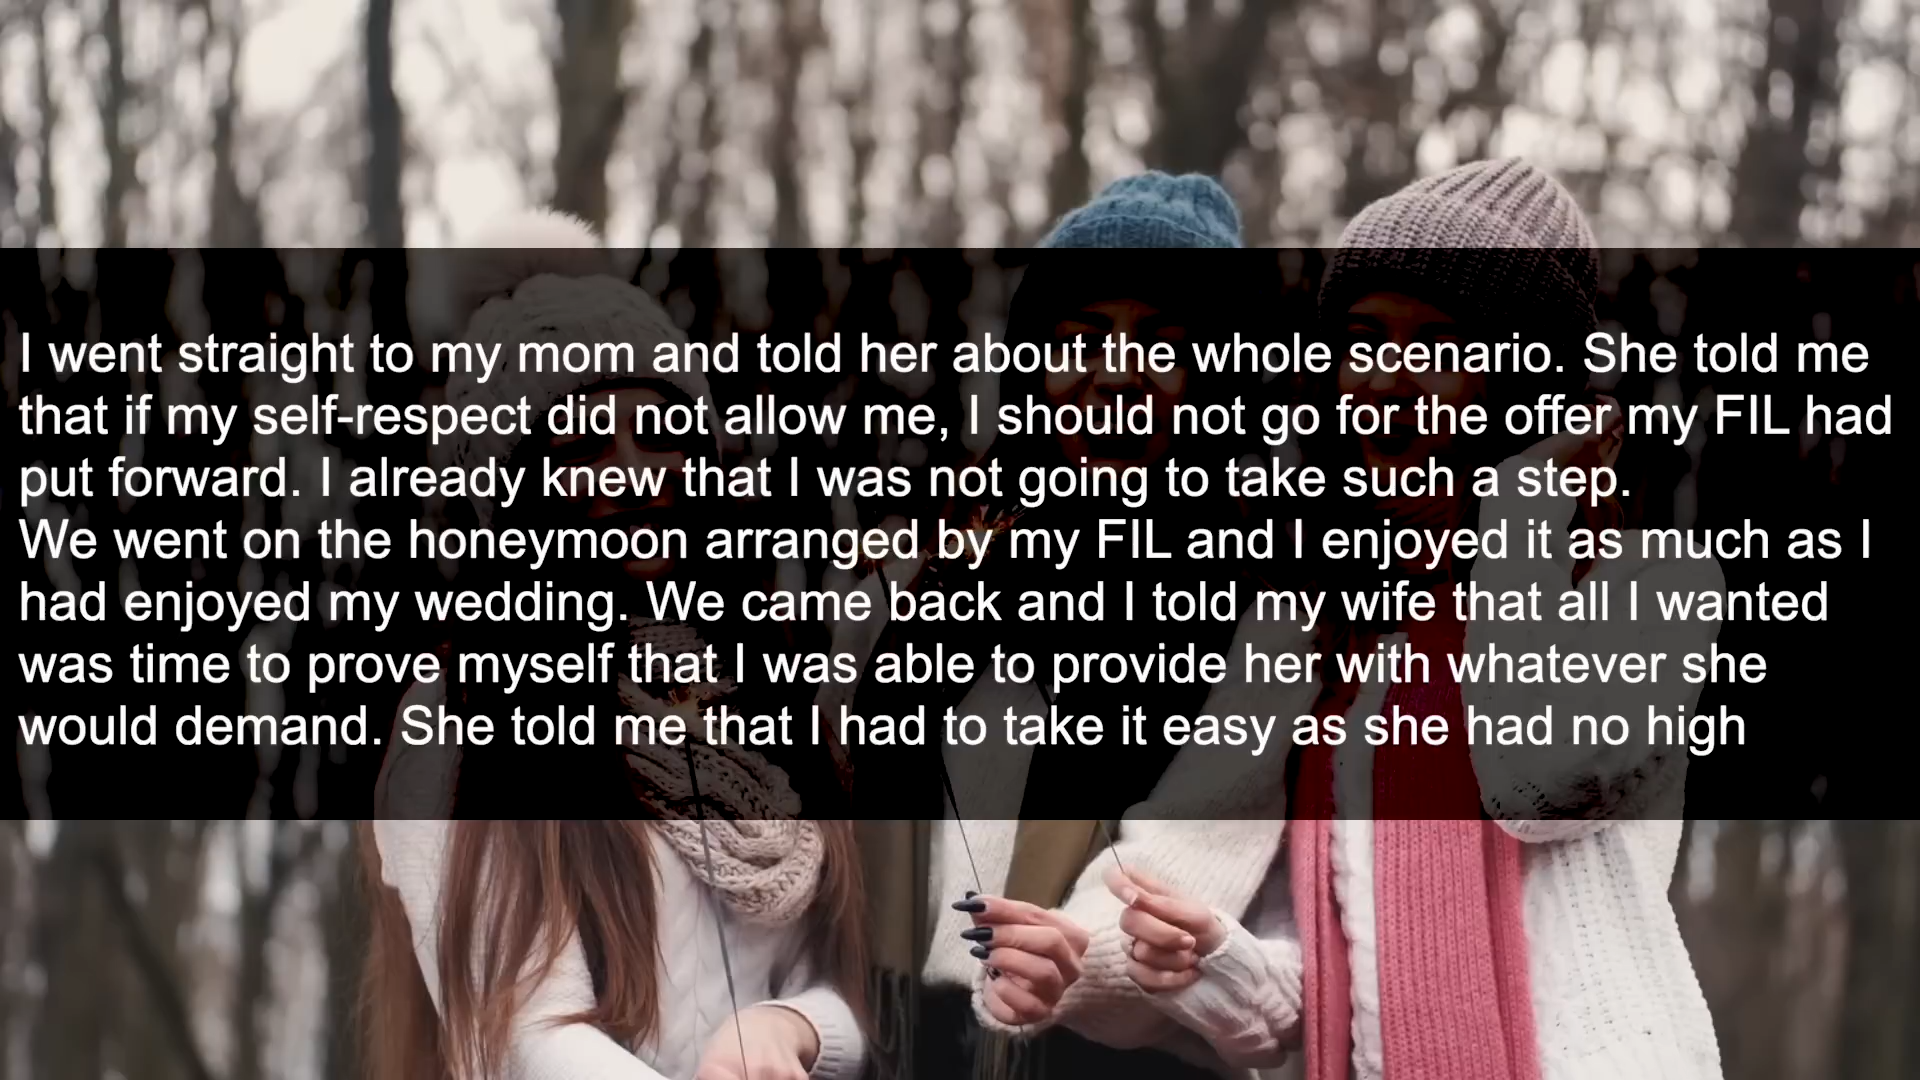 I went straight to my mom and told her about the whole scenario. She told me
that if my self-respect did not allow me, I should not go for the offer my FIL had
put forward. I already knew that I was not going to take such a step.
We went on the honeymoon arranged by my FIL and I enjoyed it as much as I
had enjoyed my wedding. We came back and I told my wife that all I wanted
was time to prove myself that I was able to provide her with whatever she
would demand. She told me that I had to take it easy as she had no high